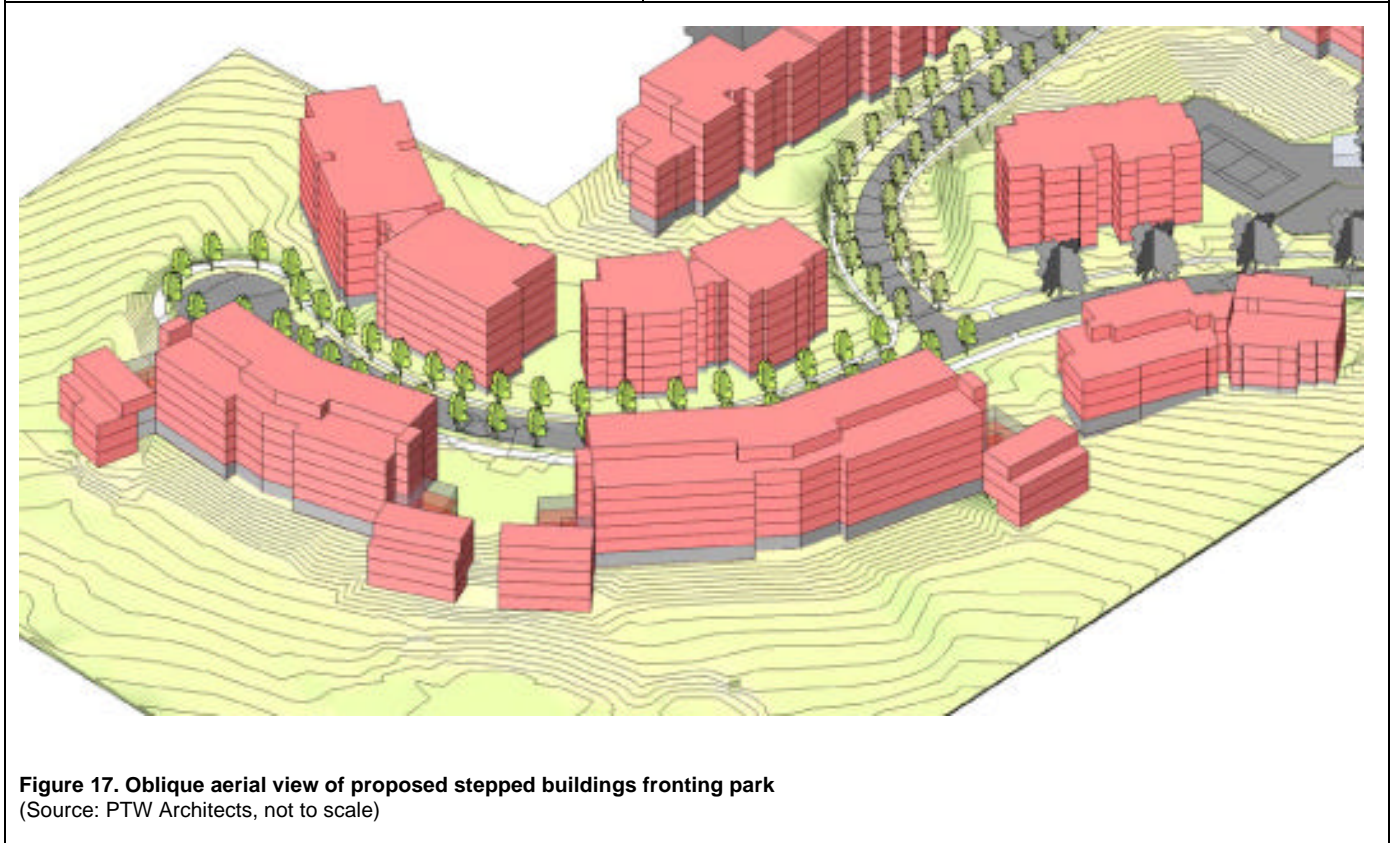 Figure 17. Oblique aerial view of proposed stepped buildings fronting park
(Source: PTW Architects, not to scale)